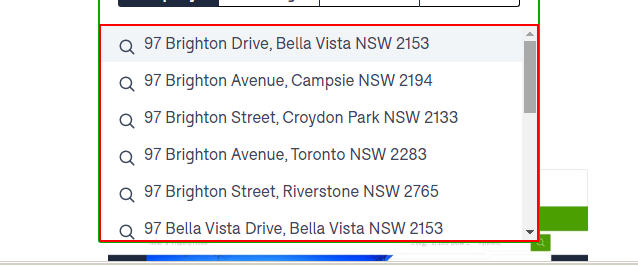 97 Brighton Drive, Bella Vista NSW 2153
97 Brighton Avenue, Campsie NSW 2194
97 Brighton Street, Croydon Park NSW 2133
97 Brighton Avenue, Toronto NSW 2283
97 Brighton Street, Riverstone NSW 2765
97 Bella Vista Drive, Bella Vista NSW 2153